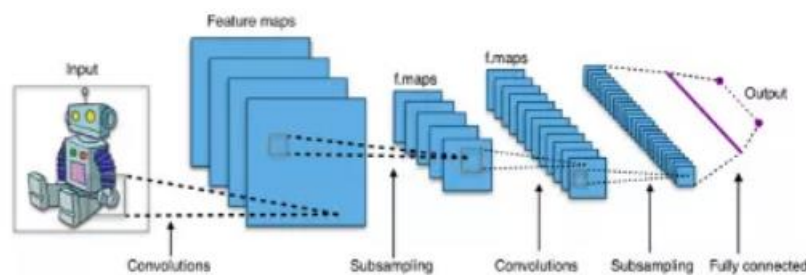 Feature maps
Input
f.maps
f.maps
Output
Convolutions
Subsampling
Convolutions
Subsampling
Fully connected